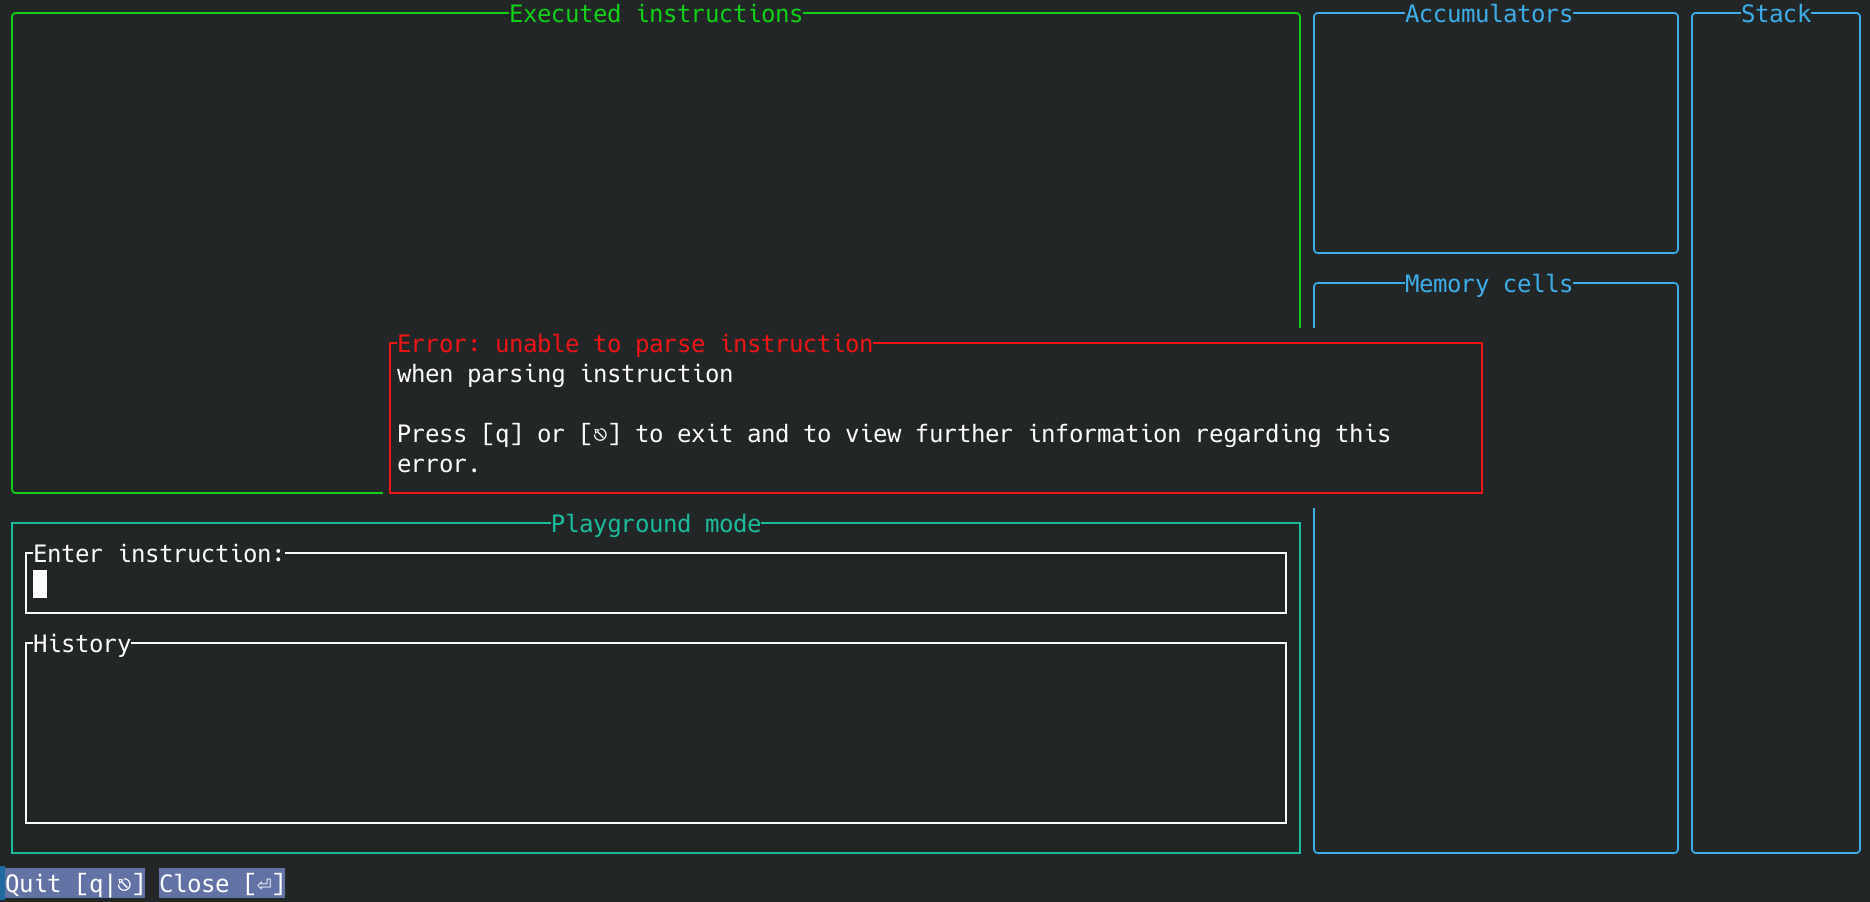 Executed instructions
Accumulators
Stack
Memory cells
Error: unable to parse instruction
when parsing instruction
Press [q] or [⎋] to exit and to view further information regarding this
error.
Playground mode
Enter instruction:
History
Quit [q|⎋] Close [⏎]